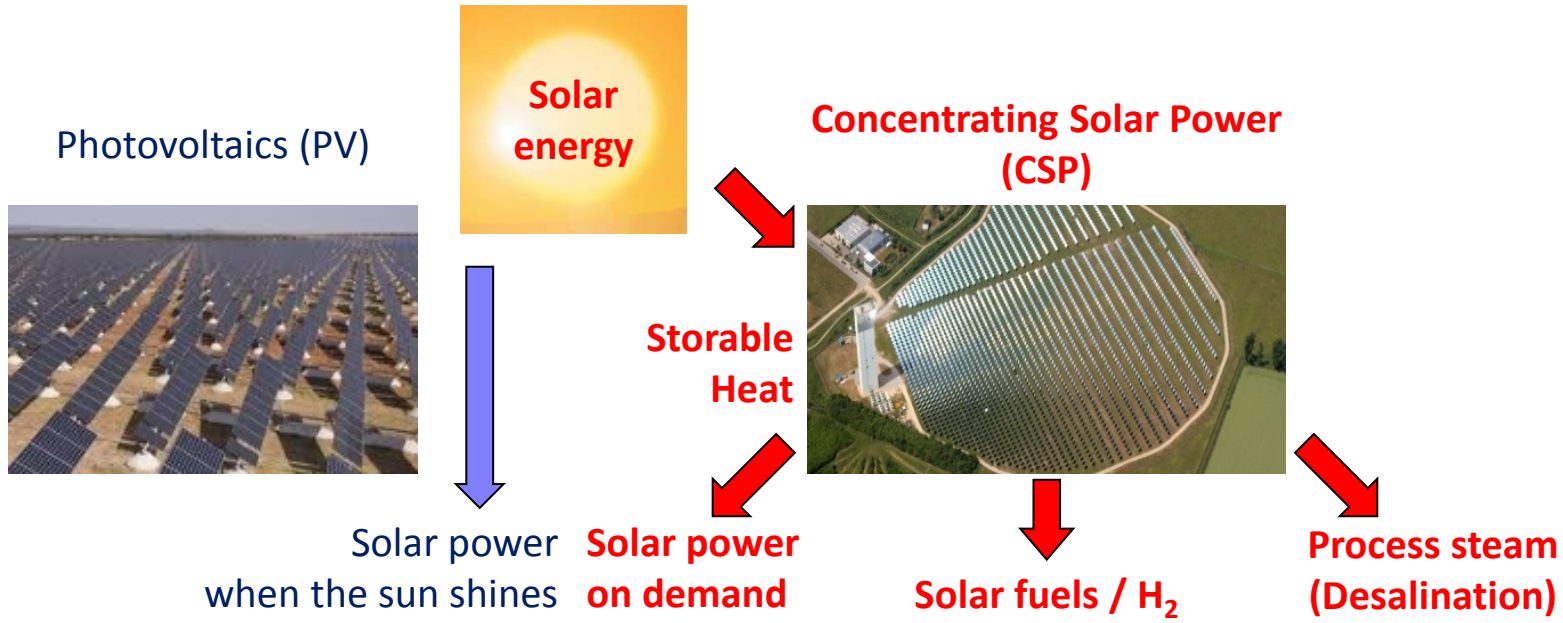 Solar
energy
Photovoltaics (PV)
Concentrating Solar Power
(CSP)
Storable
Heat
Solar power
when the sun shines
Solar power
on demand
Solar fuels / H₂
Process steam
(Desalination)